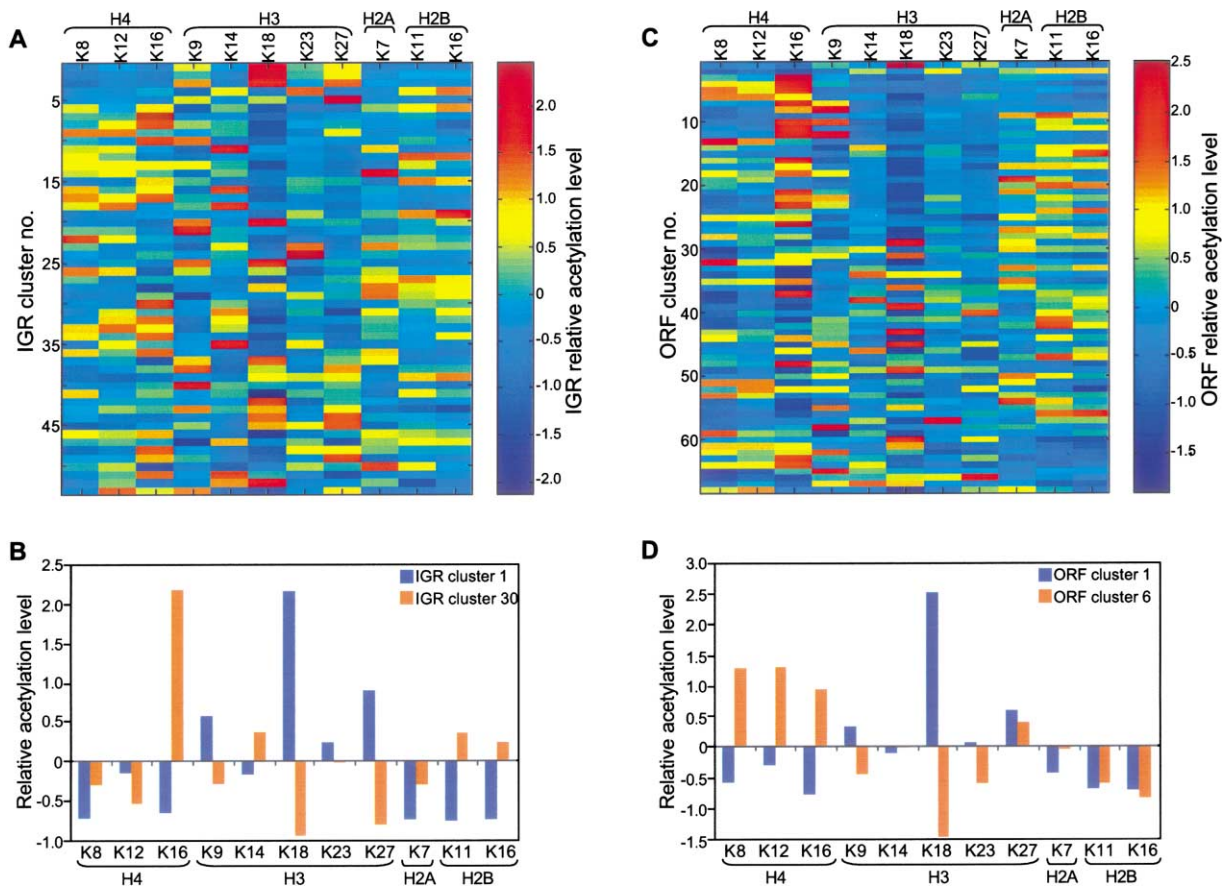 A
H4 H3 H2A H2B
K8 K12 K16 K9 K14 K18 K23 K27 K7 K11 K16
IGR cluster no.
5
15
25
35
45
2.0
1.5
1.0
0.5
0
-0.5
-1.0
-1.5
-2.0
IGR relative acetylation level
C
H4 H3 H2A H2B
K8 K12 K16 K9 K14 K18 K23 K27 K7 K11 K16
ORF cluster no.
10
20
30
40
50
60
2.5
2.0
1.5
1.0
0.5
0
-0.5
-1.0
-1.5
ORF relative acetylation level
B
Relative acetylation level
2.5
2.0
1.5
1.0
0.5
0
-0.5
-1.0
IGR cluster 1
IGR cluster 30
K8 K12 K16 K9 K14 K18 K23 K27 K7 K11 K16
H4 H3 H2A H2B
D
Relative acetylation level
3.0
2.5
2.0
1.5
1.0
0.5
0
-0.5
-1.0
-1.5
ORF cluster 1
ORF cluster 6
K8 K12 K16 K9 K14 K18 K23 K27 K7 K11 K16
H4 H3 H2A H2B